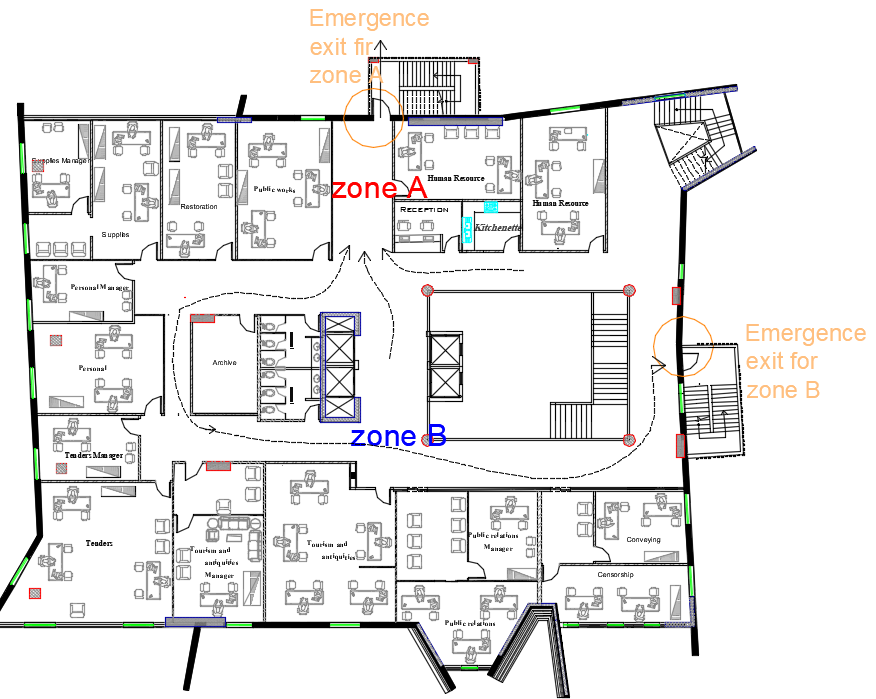 Emergence
exit fir
zone A
Supplies Manager
Restoration
Public works
zone A
Human Resource
Human Resource
RECEPTION
Kitchenette
Supplies
Personal Manager
Emergence
exit for
zone B
Archive
Personal
zone B
Tenders Manager
Tenders
Tourism and
antiquities
Manager
Tourism and
antiquities
Public relations
Manager
Conveying
Censorship
Public relations